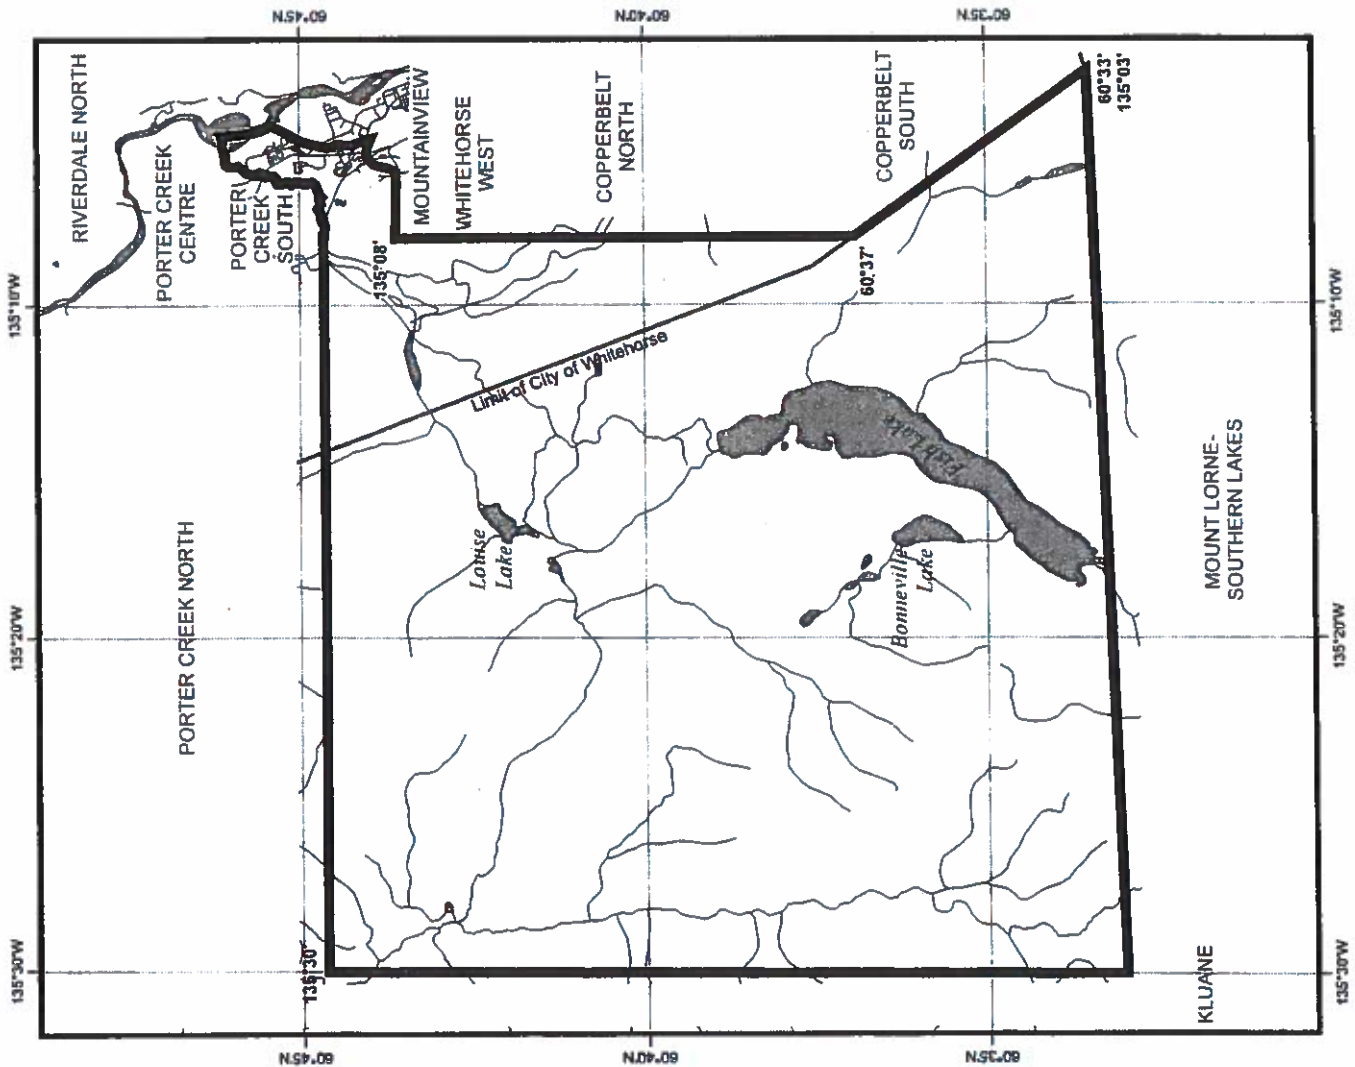 60°45'N
60°40'N
60°35'N
135°10'W
135°20'W
135°30'W
RIVERDALE NORTH
PORTER CREEK
CENTRE
PORTER
CREEK
SOUTH
MOUNTAINVIEW
WHITEHORSE
WEST
COPPERBELT
NORTH
COPPERBELT
SOUTH
60°33'
135°03'
135°08'
60°37'
Limit of City of Whitehorse
Fish Lake
PORTER CREEK NORTH
Louise
Lake
Bonneville
Lake
MOUNT LORNE-
SOUTHERN LAKES
135°30'
KLUANE
135°10'W
135°20'W
135°30'W
60°45'N
60°40'N
60°35'N